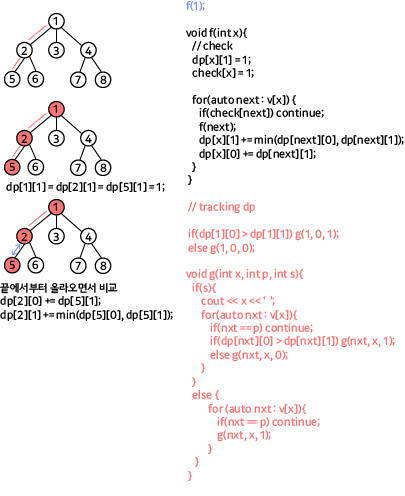 1
2
3
4
5
6
7
8
1
2
3
4
5
6
7
8
dp[1][1] = dp[2][1] = dp[5][1] = 1;
1
2
3
4
5
6
7
8
끝에서부터 올라오면서 비교
dp[2][0] += dp[5][1];
dp[2][1] += min(dp[5][0], dp[5][1]);
f(1);
void f(int x){
// check
dp[x][1] = 1;
check[x] = 1;
for(auto next : v[x]) {
if(check[next]) continue;
f(next);
dp[x][1] += min(dp[next][0], dp[next][1]);
dp[x][0] += dp[next][1];
}
}
// tracking dp
if(dp[1][0] > dp[1][1]) g(1, 0, 1);
else g(1, 0, 0);
void g(int x, int p, int s){
if(s){
cout << x << ' ';
for(auto nxt : v[x]){
if(nxt == p) continue;
if(dp[nxt][0] > dp[nxt][1]) g(nxt, x, 1);
else g(nxt, x, 0);
}
}
else {
for (auto nxt : v[x]){
if(nxt == p) continue;
g(nxt, x, 1);
}
}
}